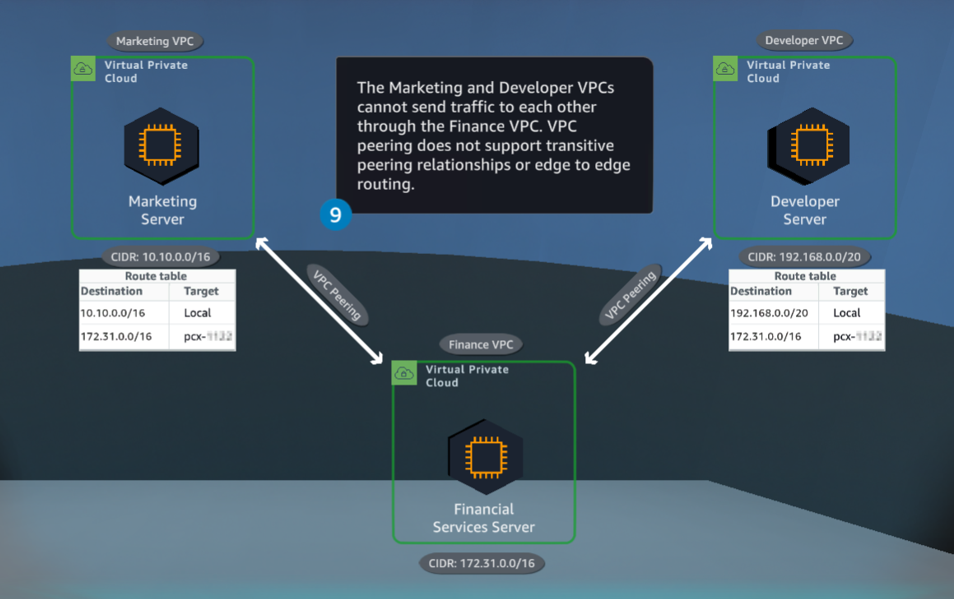 Marketing VPC
Virtual Private
Cloud
Marketing
Server
CIDR: 10.10.0.0/16
Route table
Destination Target
10.10.0.0/16 Local
172.31.0.0/16 pcx-
The Marketing and Developer VPCs
cannot send traffic to each other
through the Finance VPC. VPC
peering does not support transitive
peering relationships or edge to edge
routing.
9
Developer VPC
Virtual Private
Cloud
Developer
Server
CIDR: 192.168.0.0/20
Route table
Destination Target
192.168.0.0/20 Local
172.31.0.0/16 pcx-
VPC Peering
VPC Peering
Finance VPC
Virtual Private
Cloud
Financial
Services Server
CIDR: 172.31.0.0/16